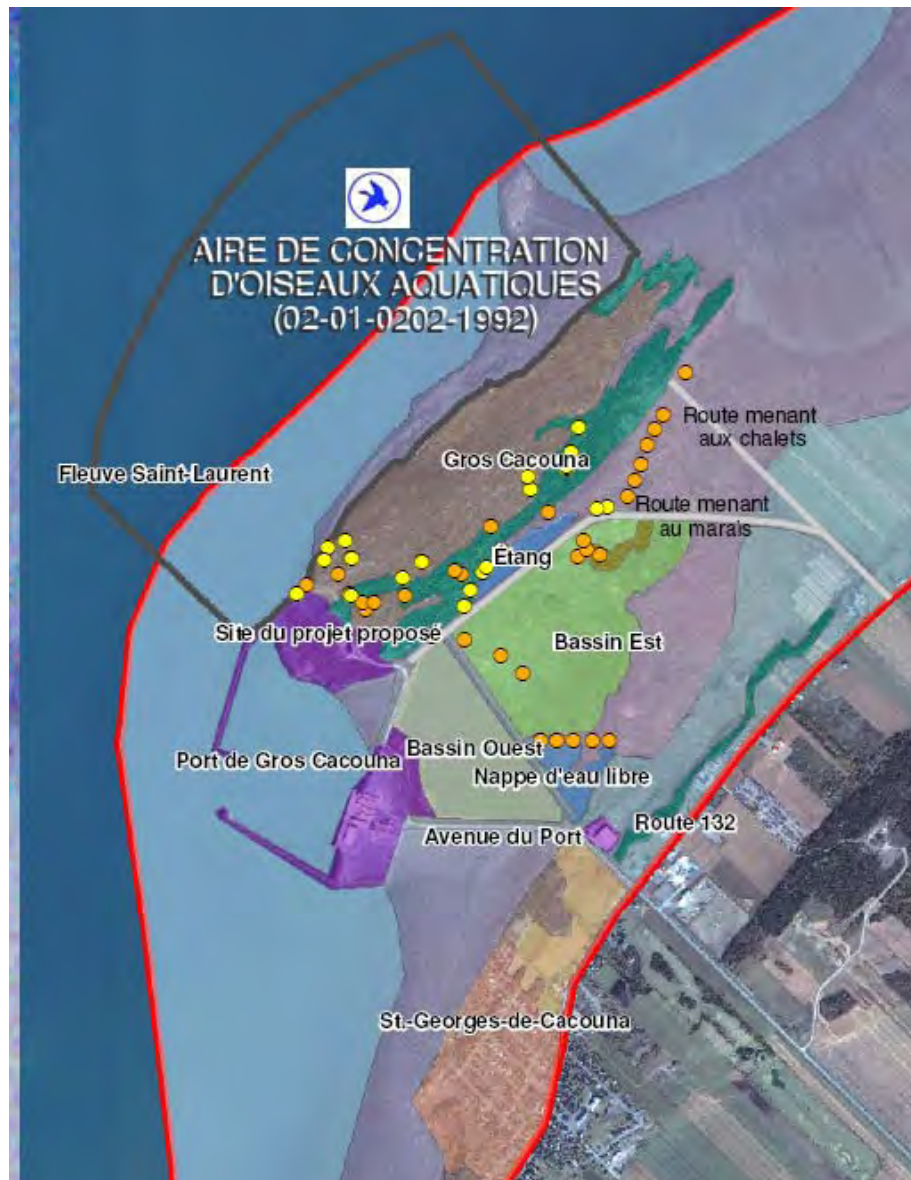 AIRE DE CONCENTRATION
D'OISEAUX AQUATIQUES
(02-01-0202-1992)
Route menant
aux chalets
Gros Cacouna
Fleuve Saint-Laurent
Route menant
au marais
Étang
Site du projet proposé
Bassin Est
Bassin Ouest
Port de Gros Cacouna
Nappe d'eau libre
Avenue du Port
Route 132
St.-Georges-de-Cacouna